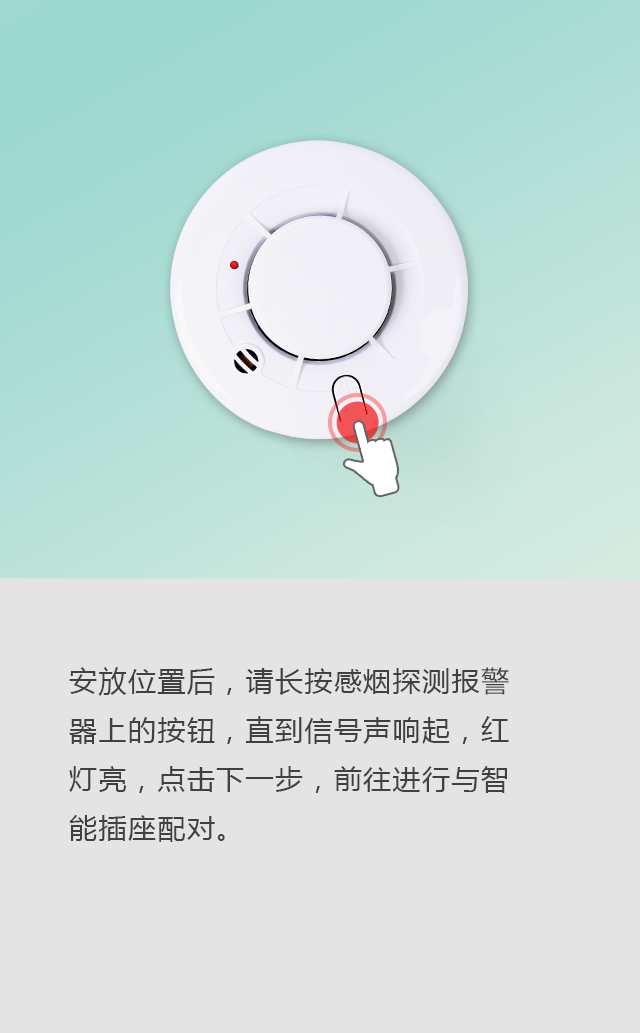 安放位置后，请长按感烟探测报警
器上的按钮，直到信号声响起，红
灯亮，点击下一步，前往进行与智
能插座配对。